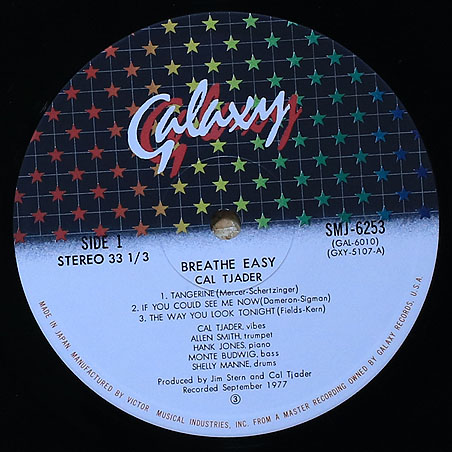 Galaxy
SIDE 1
STEREO 33 1/3
SMJ-6253
(GAL-6010)
(GXY-5107-A)
BREATHE EASY
CAL TJADER
1. TANGERINE (Mercer-Schertzinger)
2. IF YOU COULD SEE ME NOW (Dameron-Sigman)
3. THE WAY YOU LOOK TONIGHT (Fields-Kern)
CAL TJADER, vibes
ALLEN SMITH, trumpet
HANK JONES, piano
MONTE BUDWIG, bass
SHELLY MANNE, drums
Produced by Jim Stern and Cal Tjader
Recorded September 1977
③
MADE IN JAPAN, MANUFACTURED BY VICTOR MUSICAL INDUSTRIES, INC. FROM A MASTER RECORDING OWNED BY GALAXY RECORDS, U.S.A.